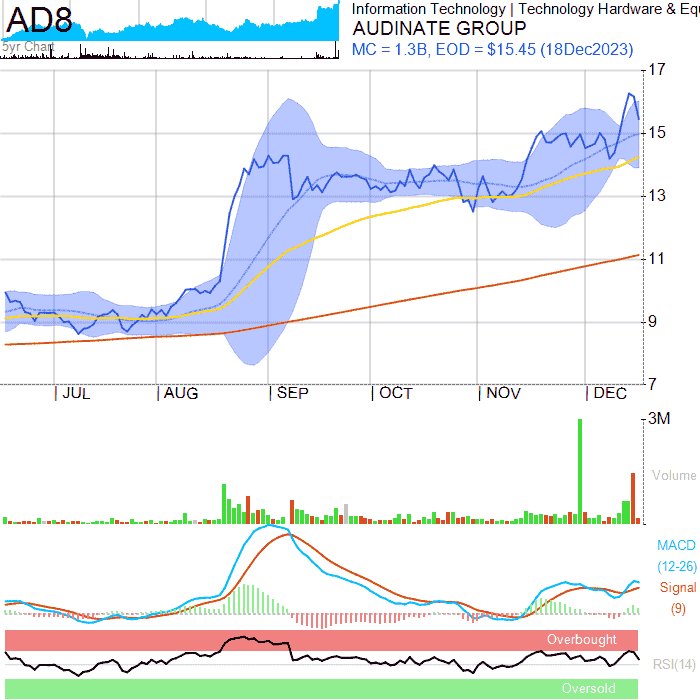 AD8
5yr Chart
Information Technology | Technology Hardware & Equ
AUDINATE GROUP
MC = 1.3B, EOD = $15.45 (18Dec2023)
17
15
13
11
9
7
JUL AUG SEP OCT NOV DEC
3M
Volume
MACD
(12-26)
Signal
(9)
Overbought
RSI(14)
Oversold